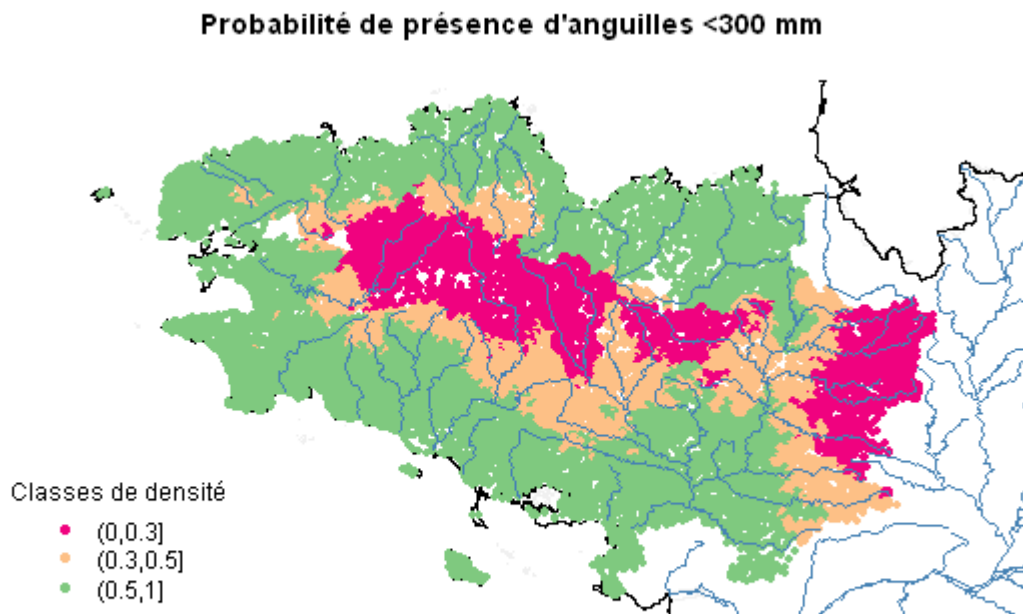 Probabilité de présence d'anguilles <300 mm
Classes de densité
(0,0.3]
(0.3,0.5]
(0.5,1]